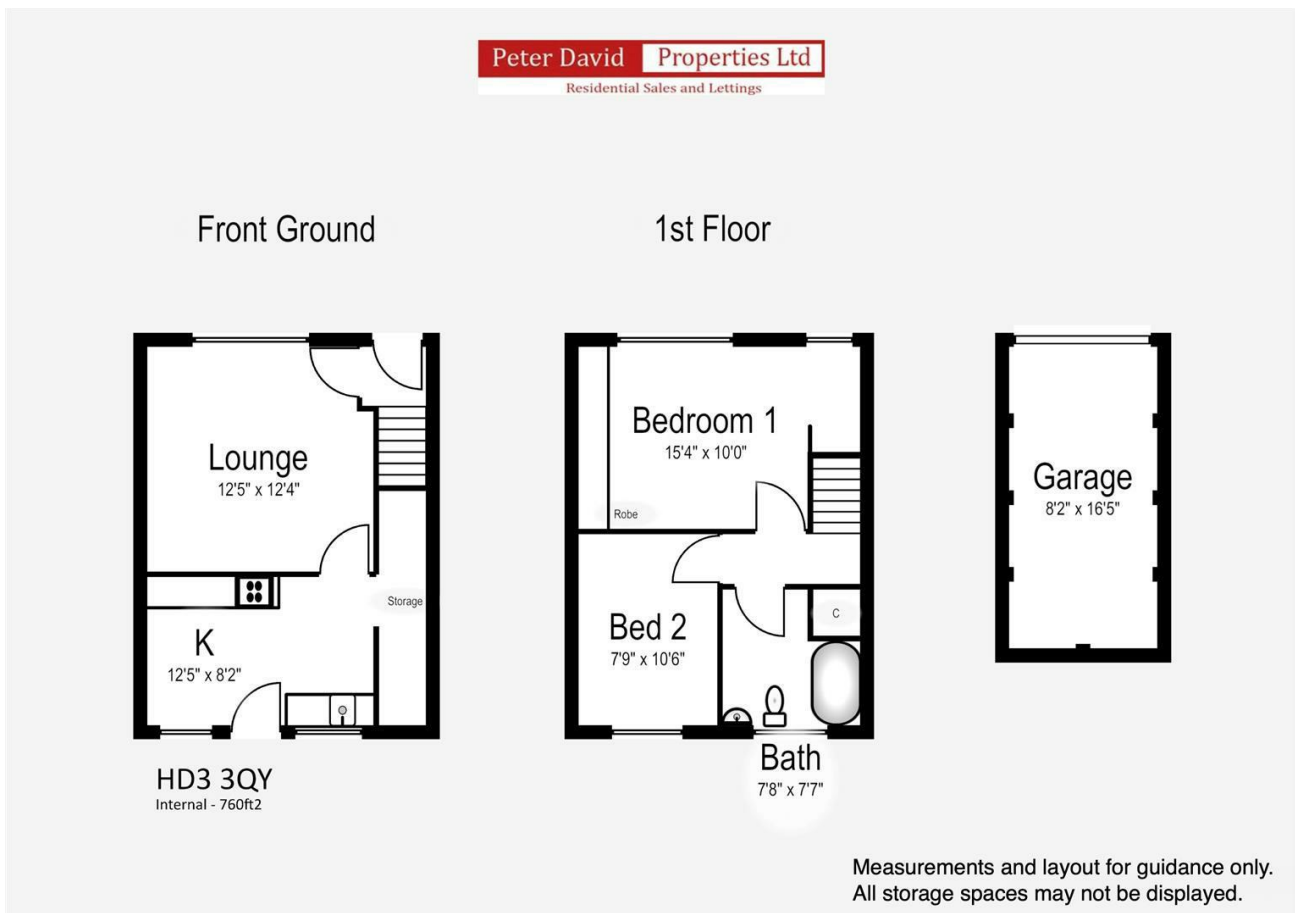 Peter David Properties Ltd
Residential Sales and Lettings
Front Ground
1st Floor
Lounge
12'5" x 12'4"
Storage
K
12'5" x 8'2"
HD3 3QY
Internal - 760ft2
Bedroom 1
15'4" x 10'0"
Robe
Bed 2
7'9" x 10'6"
C
Bath
7'8" x 7'7"
Garage
8'2" x 16'5"
Measurements and layout for guidance only.
All storage spaces may not be displayed.